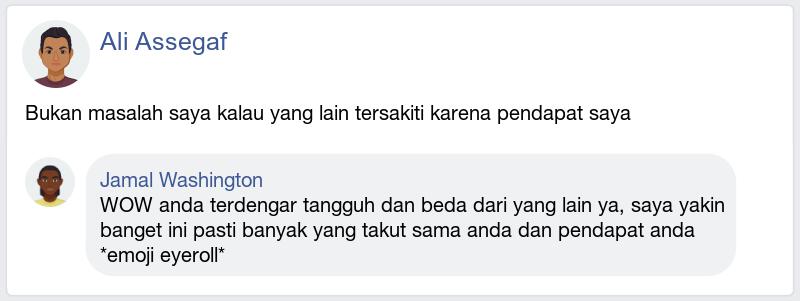 Ali Assegaf
Bukan masalah saya kalau yang lain tersakiti karena pendapat saya
Jamal Washington
WOW anda terdengar tangguh dan beda dari yang lain ya, saya yakin
banget ini pasti banyak yang takut sama anda dan pendapat anda
*emoji eyeroll*